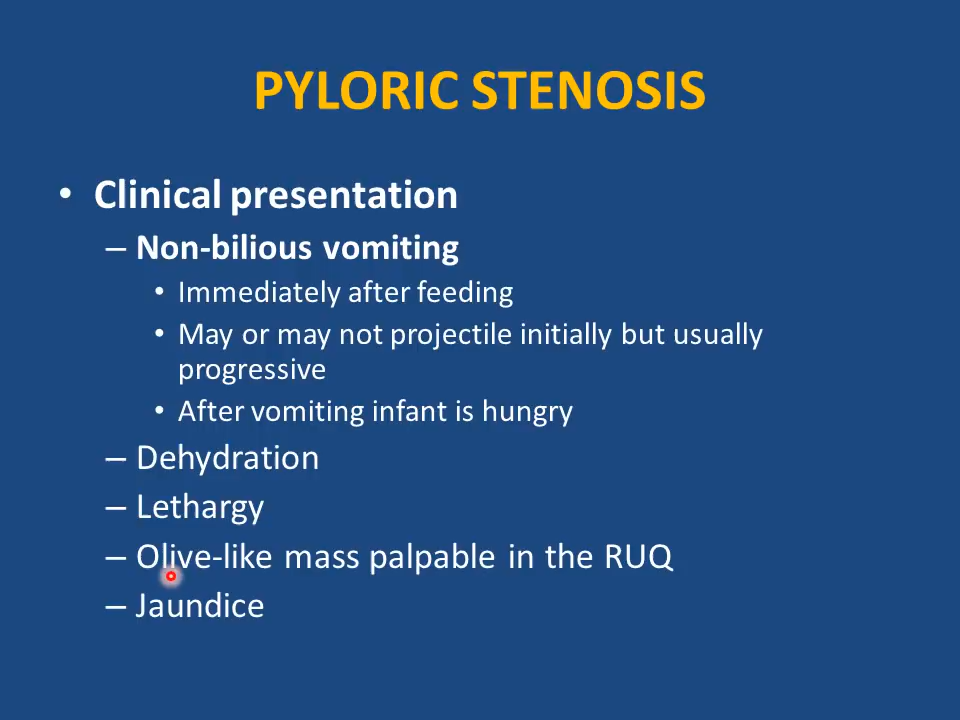 PYLORIC STENOSIS
• Clinical presentation
– Non-bilious vomiting
• Immediately after feeding
• May or may not projectile initially but usually
progressive
• After vomiting infant is hungry
– Dehydration
– Lethargy
– Olive-like mass palpable in the RUQ
– Jaundice